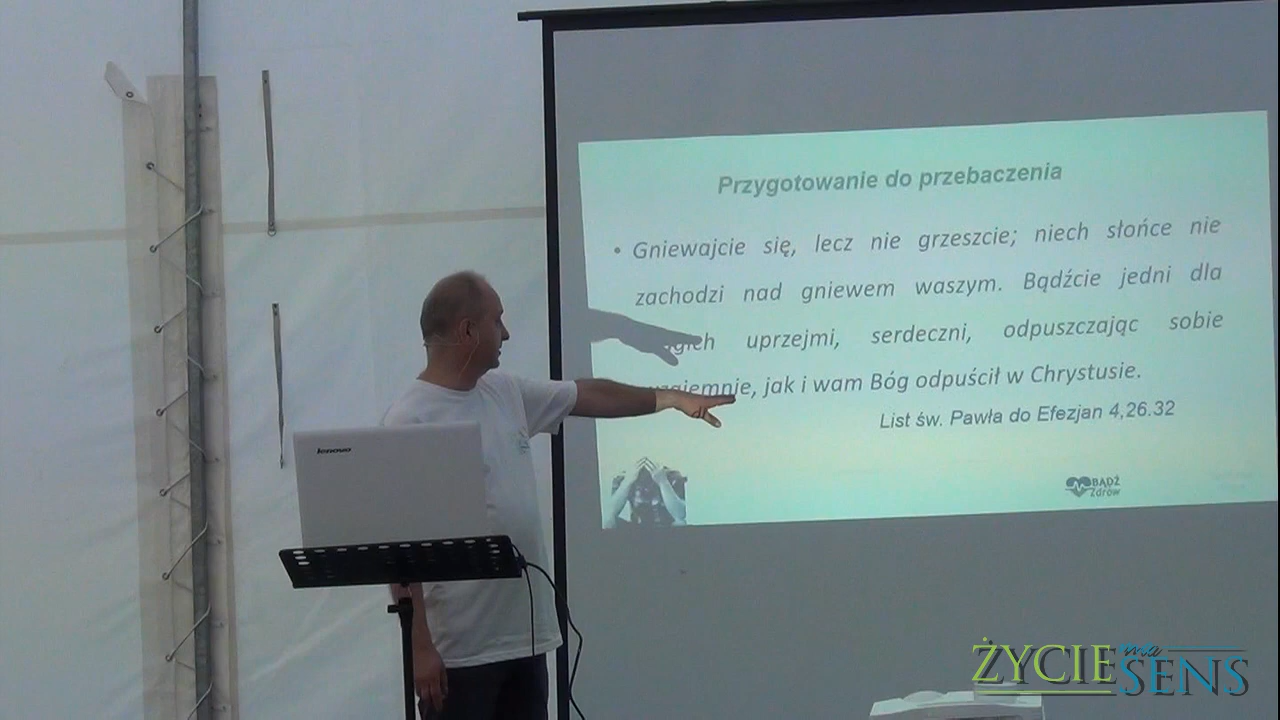 Przygotowanie do przebaczenia
• Gniewajcie się, lecz nie grzeszcie; niech słońce nie
zachodzi nad gniewem waszym. Bądźcie jedni dla
uprzejmi, serdeczni, odpuszczając sobie
jak i wam Bóg odpuścił w Chrystusie.
List św. Pawła do Efezjan 4,26.32
BĄDŹ
Zdrów
lenovo
ŻYCIE ma
SENS